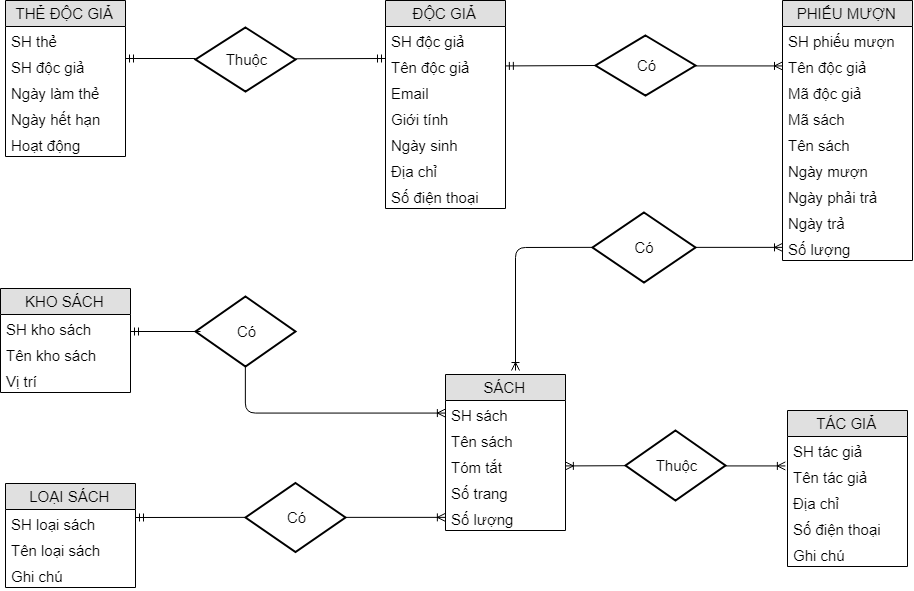 THẺ ĐỘC GIẢ
SH thẻ
SH độc giả
Ngày làm thẻ
Ngày hết hạn
Hoạt động
Thuộc
ĐỘC GIẢ
SH độc giả
Tên độc giả
Email
Giới tính
Ngày sinh
Địa chỉ
Số điện thoại
Có
PHIẾU MƯỢN
SH phiếu mượn
Tên độc giả
Mã độc giả
Mã sách
Tên sách
Ngày mượn
Ngày phải trả
Ngày trả
Số lượng
Có
KHO SÁCH
SH kho sách
Tên kho sách
Vị trí
Có
SÁCH
SH sách
Tên sách
Tóm tắt
Số trang
Số lượng
Thuộc
TÁC GIẢ
SH tác giả
Tên tác giả
Địa chỉ
Số điện thoại
Ghi chú
LOẠI SÁCH
SH loại sách
Tên loại sách
Ghi chú
Có